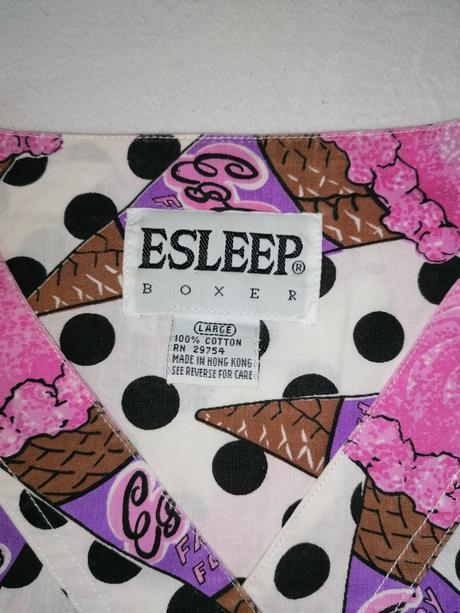 ESLEEP®
BOXER
LARGE
100% COTTON
RN 29754
MADE IN HONG KONG
SEE REVERSE FOR CARE